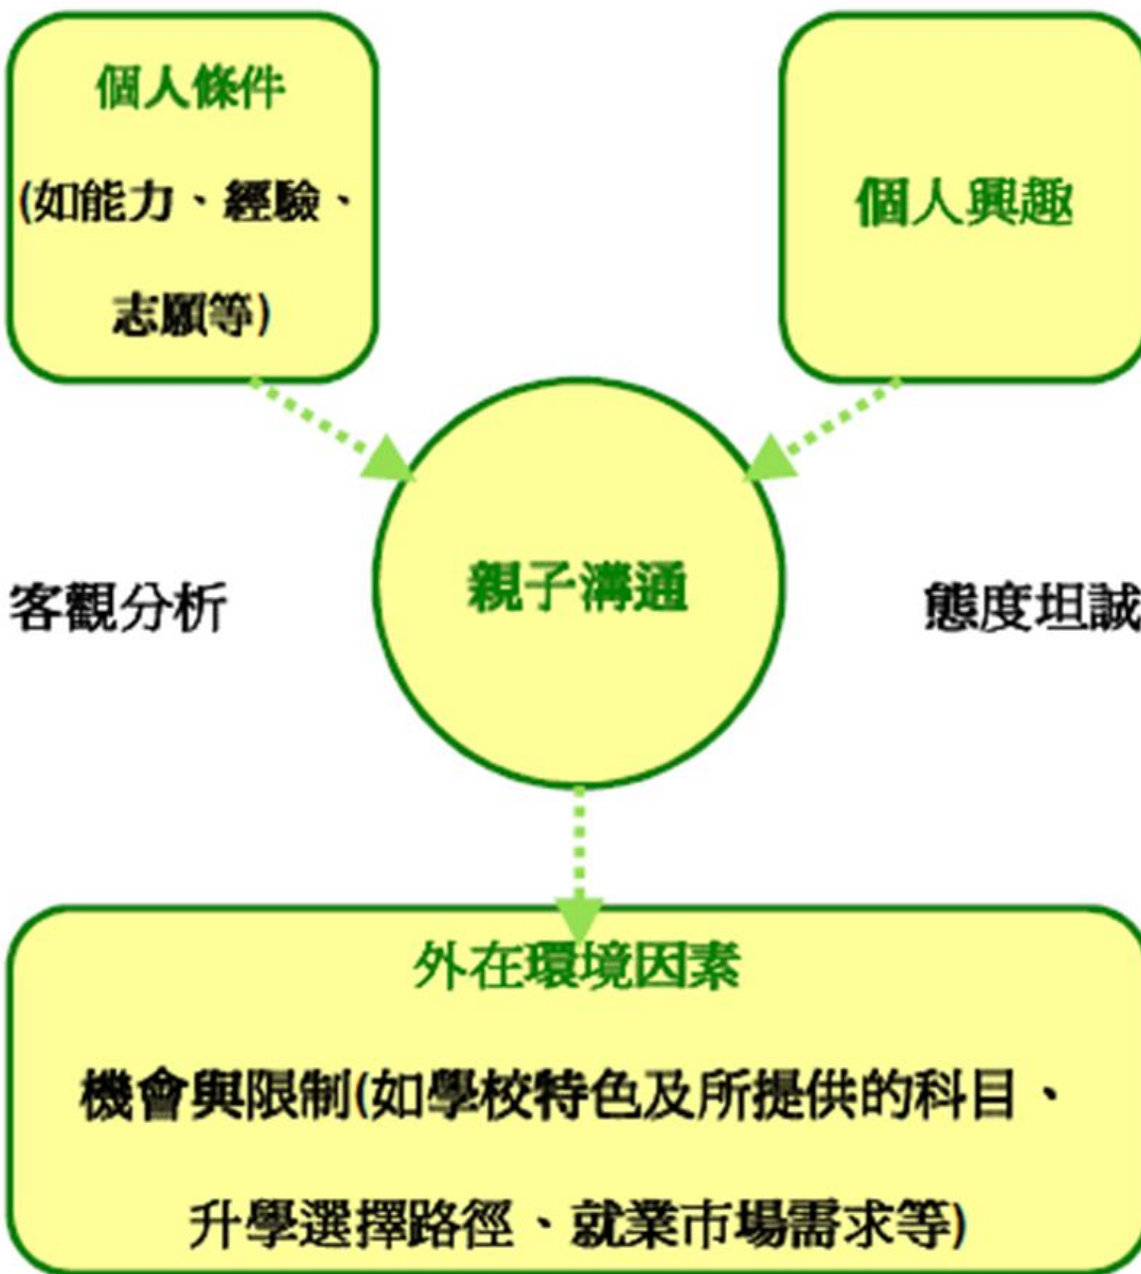 個人條件
(如能力、經驗、
志願等)
個人興趣
親子溝通
客觀分析
態度坦誠
外在環境因素
機會與限制(如學校特色及所提供的科目、
升學選擇路徑、就業市場需求等)